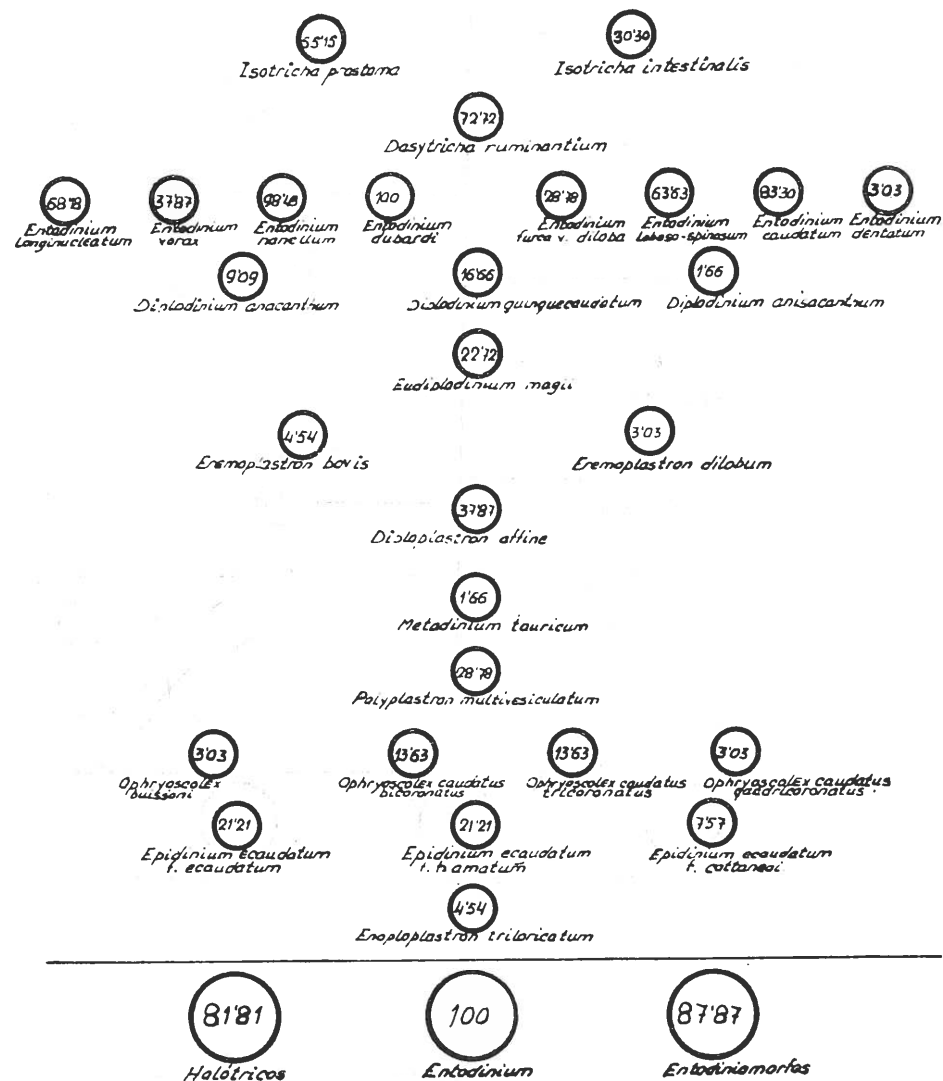 65'15 30'30
Isotricha prostoma Isotricha intestinalis
72'72
Dasytricha ruminantium
68'18 37'87 98'48 100 28'78 63'63 83'30 3'03
Entodinium Entodinium Entodinium Entodinium Entodinium Entodinium Entodinium Entodinium
longinucleatum vorax nanellum dubardi furca v. diloba loboso-spinosum caudatum dentatum
9'09 16'66 1'66
Diplodinium anacantrum Diplodinium quinquecaudatum Diplodinium anisacantrum
22'72
Eudiplodinium magii
4'54 3'03
Eremoplastron bovis Eremoplastron dilobum
37'87
Diploplastron affine
1'66
Metadinium tauricum
28'78
Polyplastron multivesiculatum
3'03 13'63 13'63 3'03
Ophryoscolex Ophryoscolex caudatus Ophryoscolex caudatus Ophryoscolex caudatus
buissoni bicoronatus tricoronatus quadricoronatus
21'21 21'21 7'57
Epidinium ecaudatum Epidinium ecaudatum Epidinium ecaudatum
f. ecaudatum f. hamatum f. cattaneoi
4'54
Enoploplastron triloricatum
81'81 100 87'87
Holótricos Entodinium Entodiniomorfos